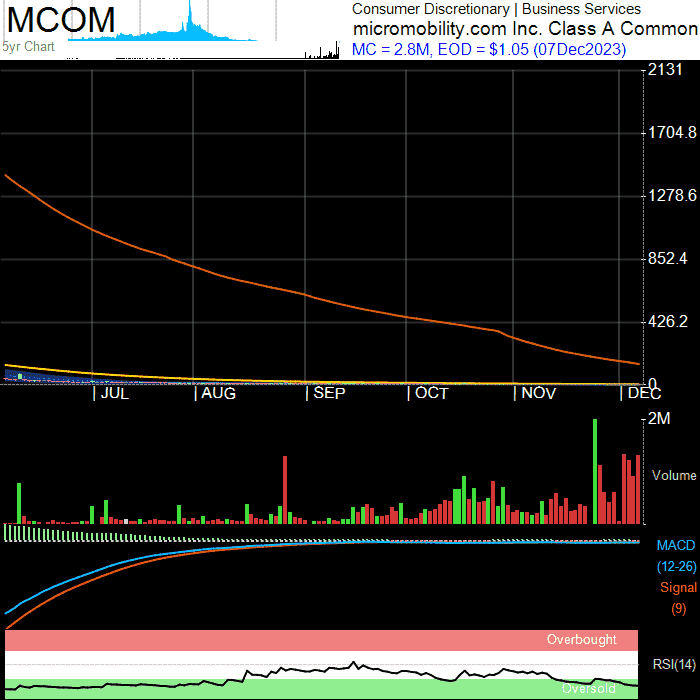 MCOM
5yr Chart
Consumer Discretionary | Business Services
micromobility.com Inc. Class A Common
MC = 2.8M, EOD = $1.05 (07Dec2023)
2131
1704.8
1278.6
852.4
426.2
0
JUL
AUG
SEP
OCT
NOV
DEC
2M
Volume
MACD
(12-26)
Signal
(9)
Overbought
RSI(14)
Oversold